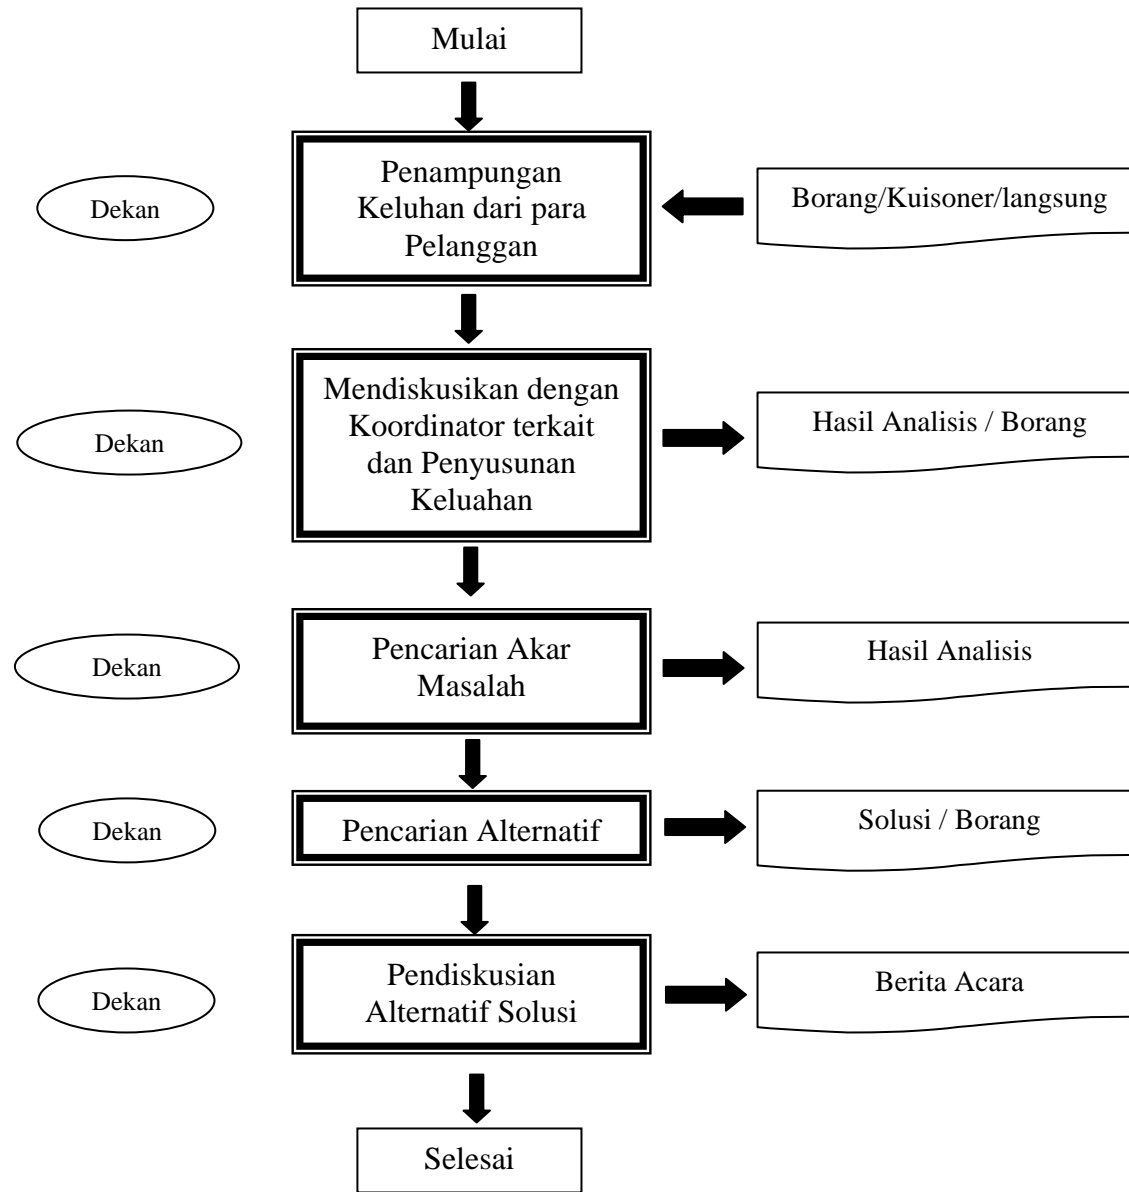 Mulai
Dekan
Penampungan
Keluhan dari para
Pelanggan
Borang/Kuisoner/langsung
Dekan
Mendiskusikan dengan
Koordinator terkait
dan Penyusunan
Keluahan
Hasil Analisis / Borang
Dekan
Pencarian Akar
Masalah
Hasil Analisis
Dekan
Pencarian Alternatif
Solusi / Borang
Dekan
Pendiskusian
Alternatif Solusi
Berita Acara
Selesai